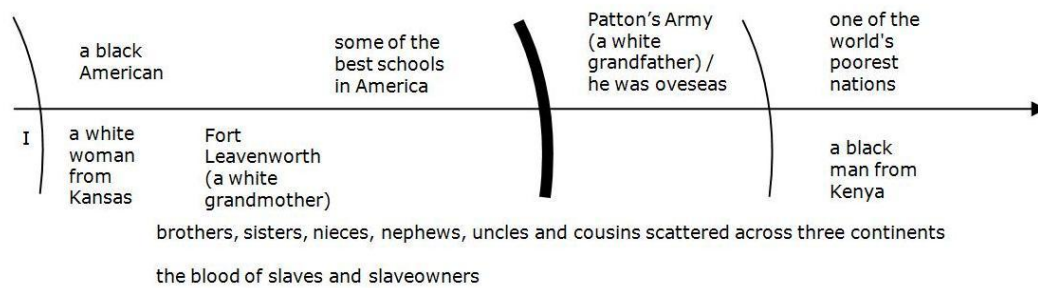 a black
American
some of the
best schools
in America
Patton's Army
(a white
grandfather) /
he was oveseas
one of the
world's
poorest
nations
I
a white
woman
from
Kansas
Fort
Leavenworth
(a white
grandmother)
a black
man from
Kenya
brothers, sisters, nieces, nephews, uncles and cousins scattered across three continents
the blood of slaves and slaveowners